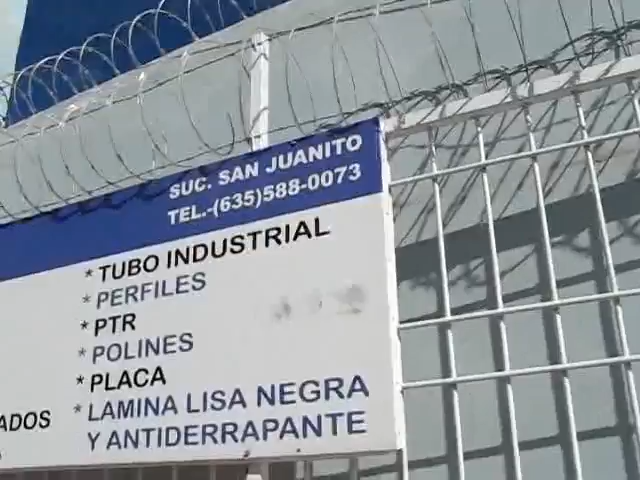 SUC. SAN JUANITO
TEL.-(635)588-0073
* TUBO INDUSTRIAL
* PERFILES
* PTR
* POLINES
* PLACA
ADOS
* LAMINA LISA NEGRA
Y ANTIDERRAPANTE